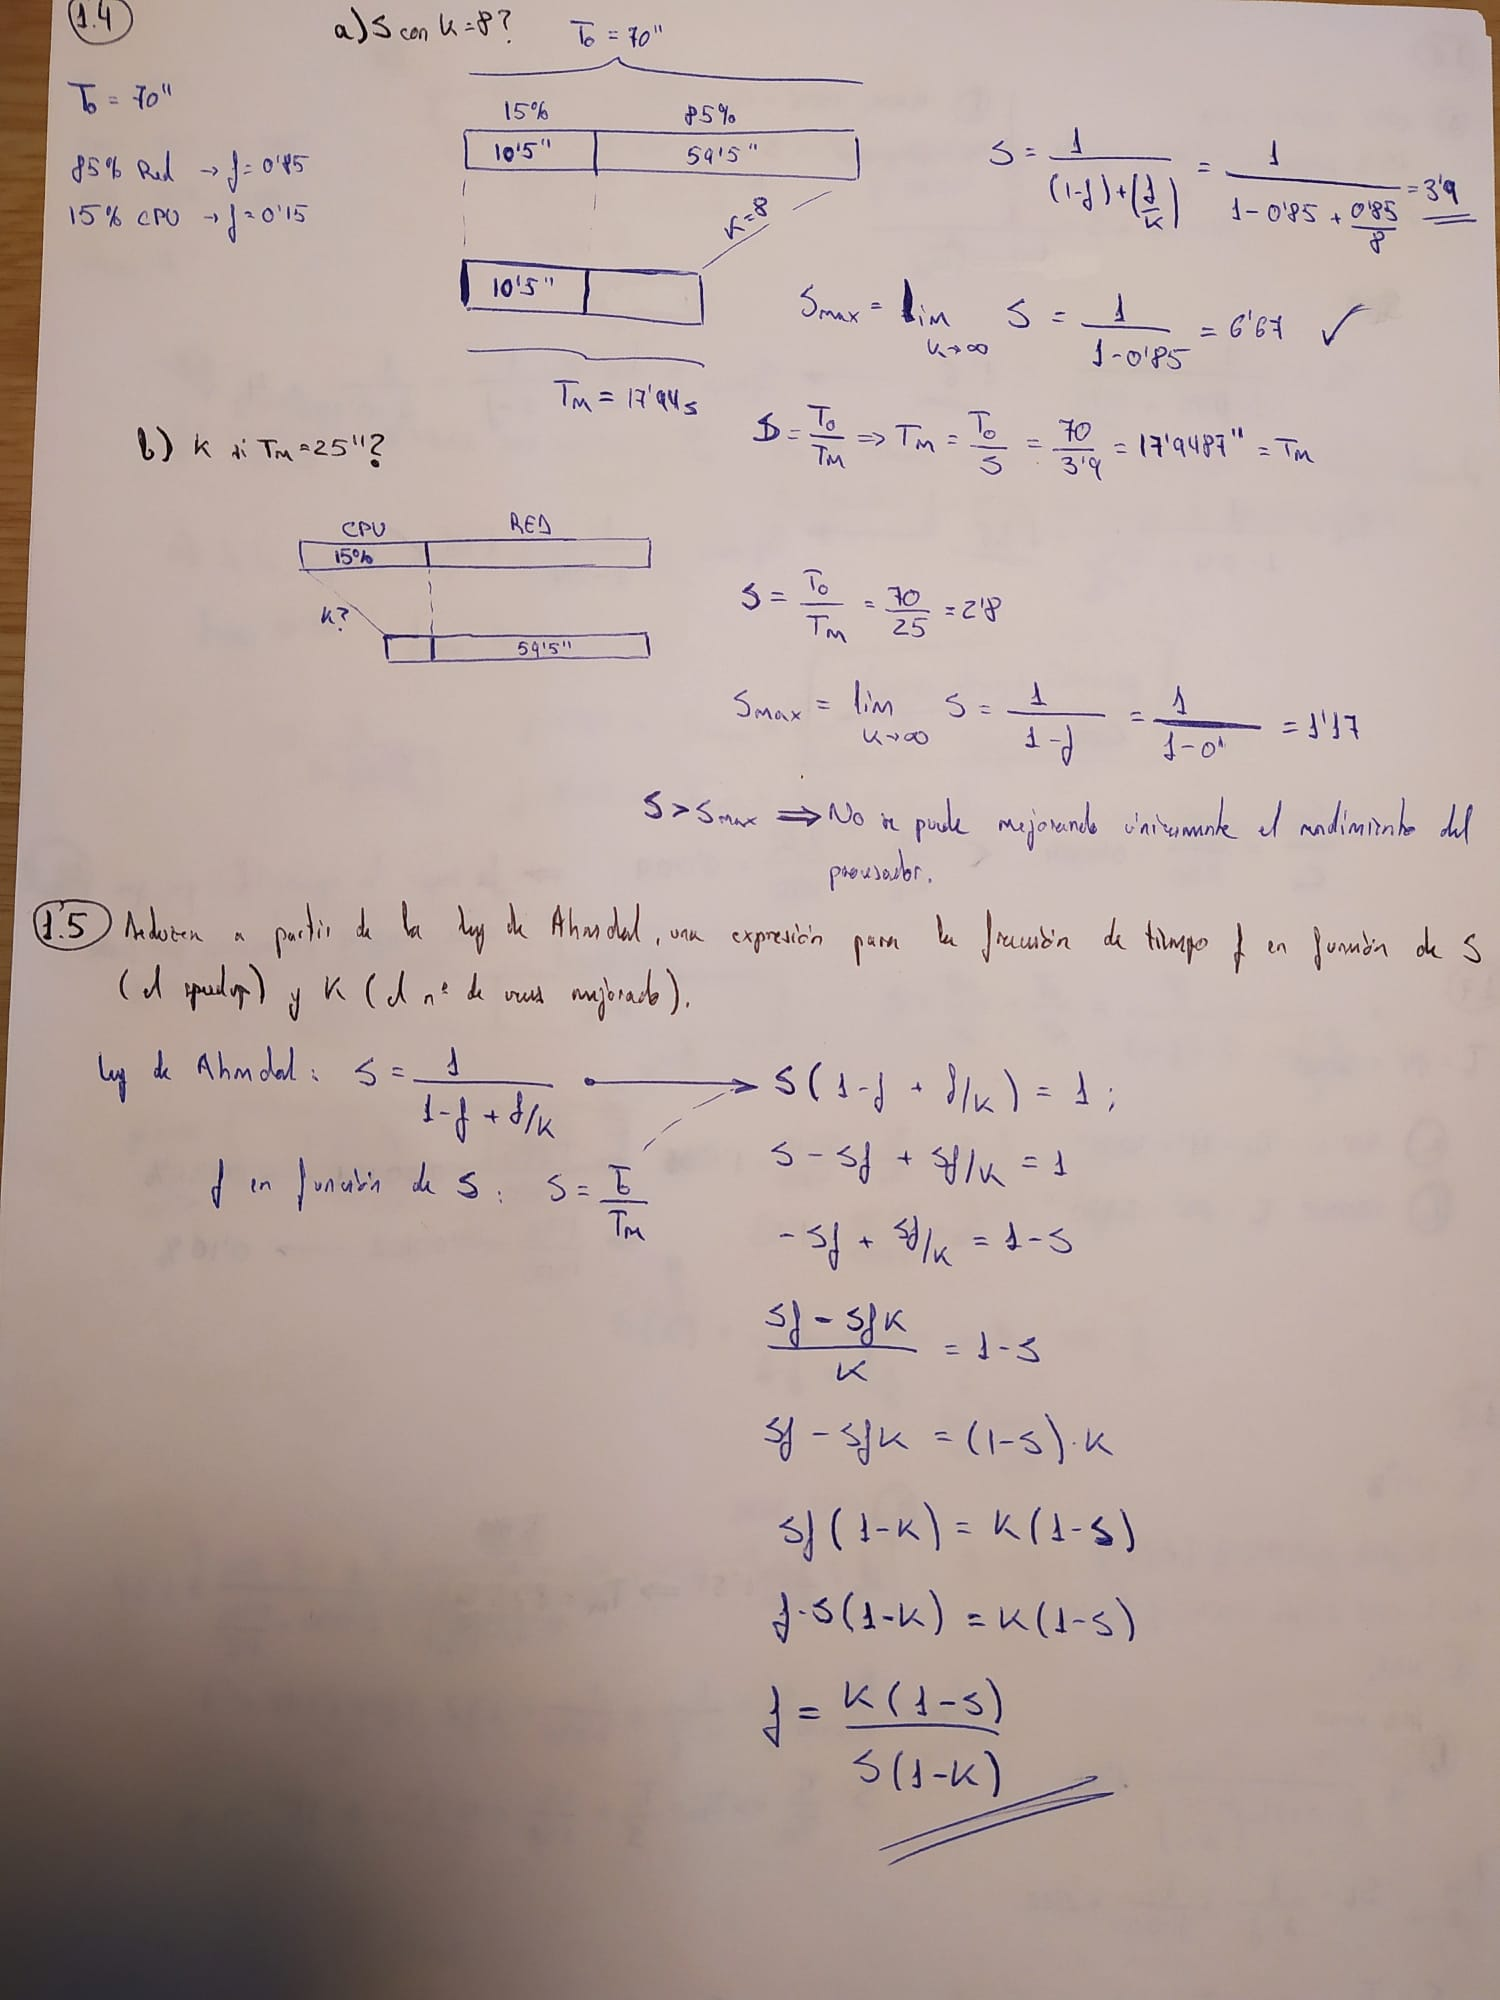 1.4
a) S con K=8?
To = 70"
To = 70"
85% Red → f=0'85
15% CPU → f=0'15
15% 85%
10'5" 59'5"
K=8
10'5"
TM = 17'94s
S = 1 / ((1-f)+(f/K)) = 1 / (1-0'85 + 0'85/8) = 3'9
Smax = lim K→∞ S = 1 / (1-0'85) = 6'67 ✓
S = To/TM ⇒ TM = To/S = 70/3'9 = 17'9487" = TM
b) K si TM=25"?
CPU RED
15%
K?
59'5"
S = To/TM = 70/25 = 2'8
Smax = lim K→∞ S = 1 / (1-f) = 1 / (1-0' = 1'17
S > Smax ⇒ No se puede mejorando únicamente el rendimiento del
procesador.
1.5 a partir de la ley de Ahmdal, una expresión para la fracción de tiempo f en función de S
(el speedup) y K (el nº de veces mejorado).
Ley de Ahmdal: S = 1 / (1-f + f/K) → S(1-f + f/K) = 1;
S - Sf + Sf/K = 1
f en función de S: S = To/TM
-Sf + Sf/K = 1-S
(Sf - SfK) / K = 1-S
Sf - SfK = (1-S)·K
Sf(1-K) = K(1-S)
f·S(1-K) = K(1-S)
f = K(1-S) / S(1-K)